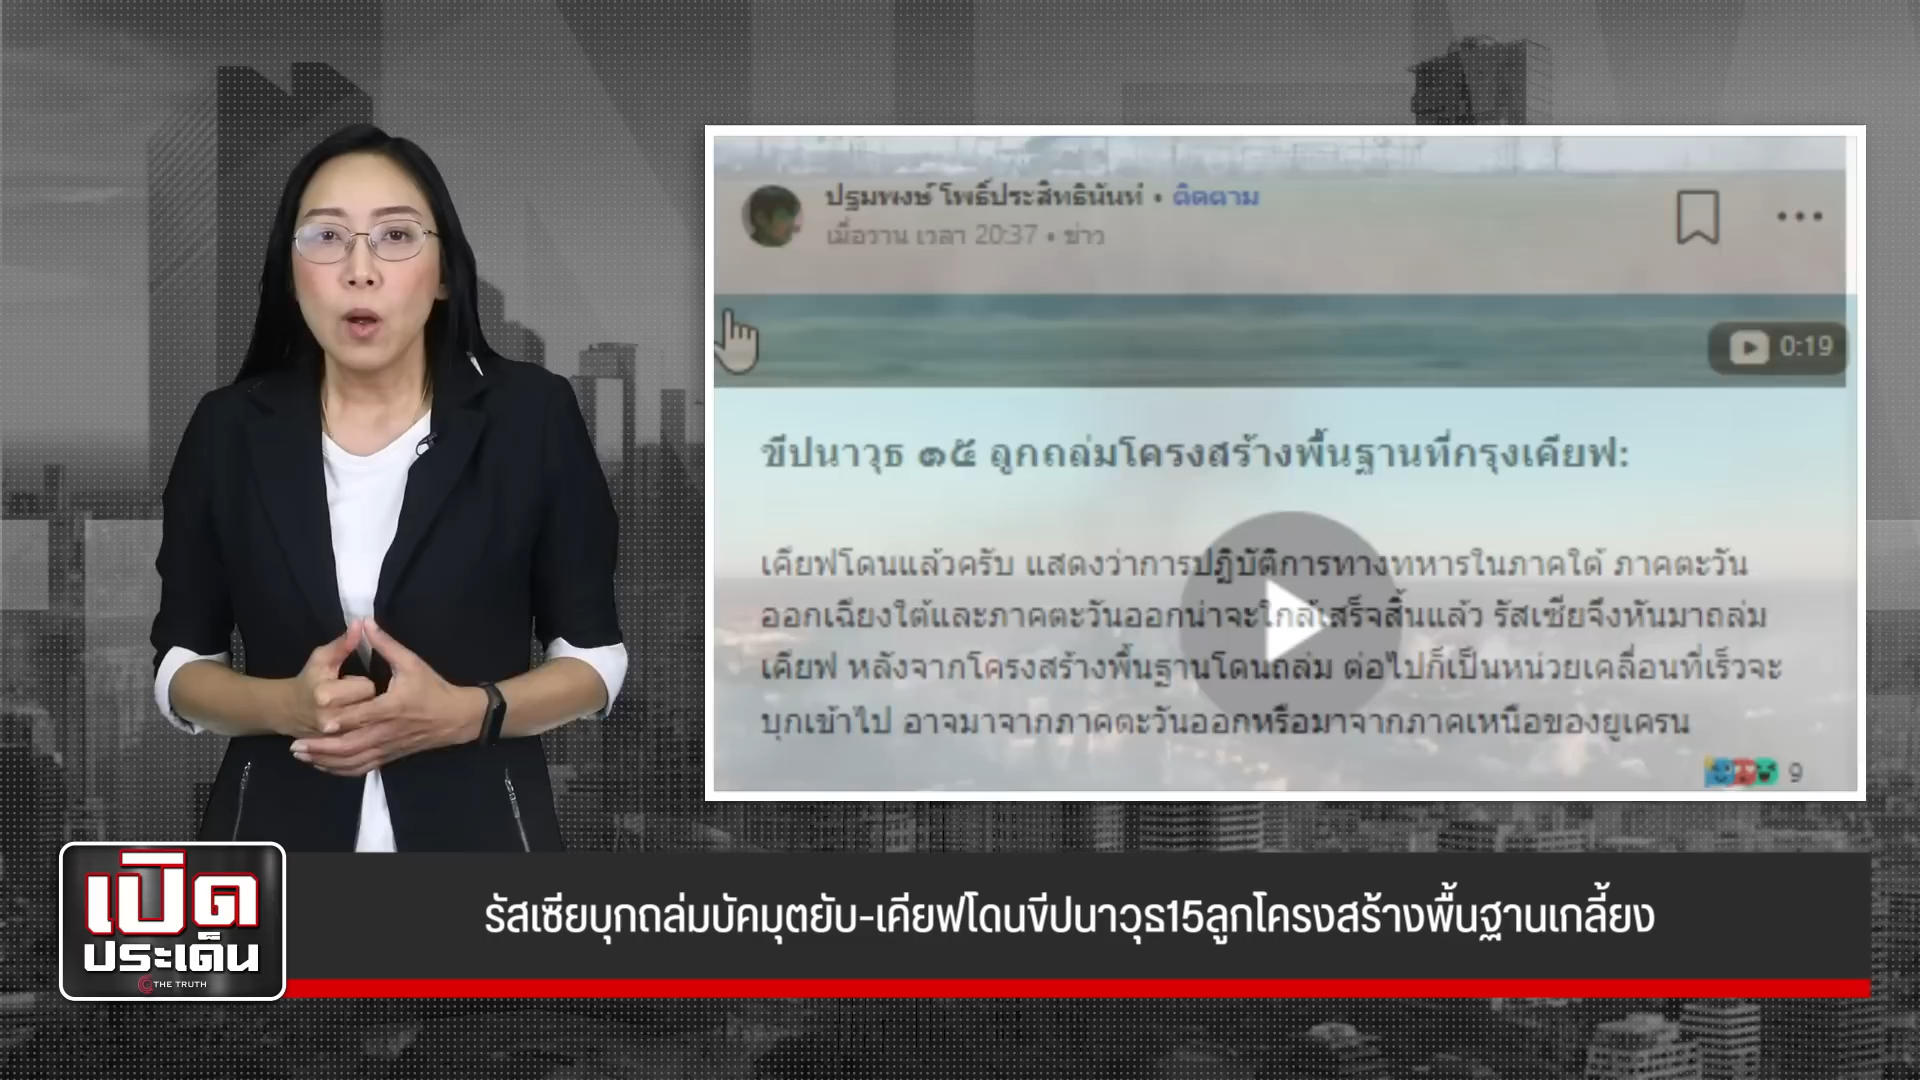 ปฐมพงษ์ โพธิ์ประสิทธินันท์ • ติดตาม
เมื่อวาน เวลา 20:37 • ข่าว
0:19
ขีปนาวุธ ๑๕ ลูกถล่มโครงสร้างพื้นฐานที่กรุงเคียฟ:
เคียฟโดนแล้วครับ แสดงว่าการปฏิบัติการทางทหารในภาคใต้ ภาคตะวัน
ออกเฉียงใต้และภาคตะวันออกน่าจะใกล้เสร็จสิ้นแล้ว รัสเซียจึงหันมาถล่ม
เคียฟ หลังจากโครงสร้างพื้นฐานโดนถล่ม ต่อไปก็เป็นหน่วยเคลื่อนที่เร็วจะ
บุกเข้าไป อาจมาจากภาคตะวันออกหรือมาจากภาคเหนือของยูเครน
9
เปิด
ประเด็น
THE TRUTH
รัสเซียบุกถล่มบัคมุตยับ-เคียฟโดนขีปนาวุธ15ลูกโครงสร้างพื้นฐานเกลี้ยง